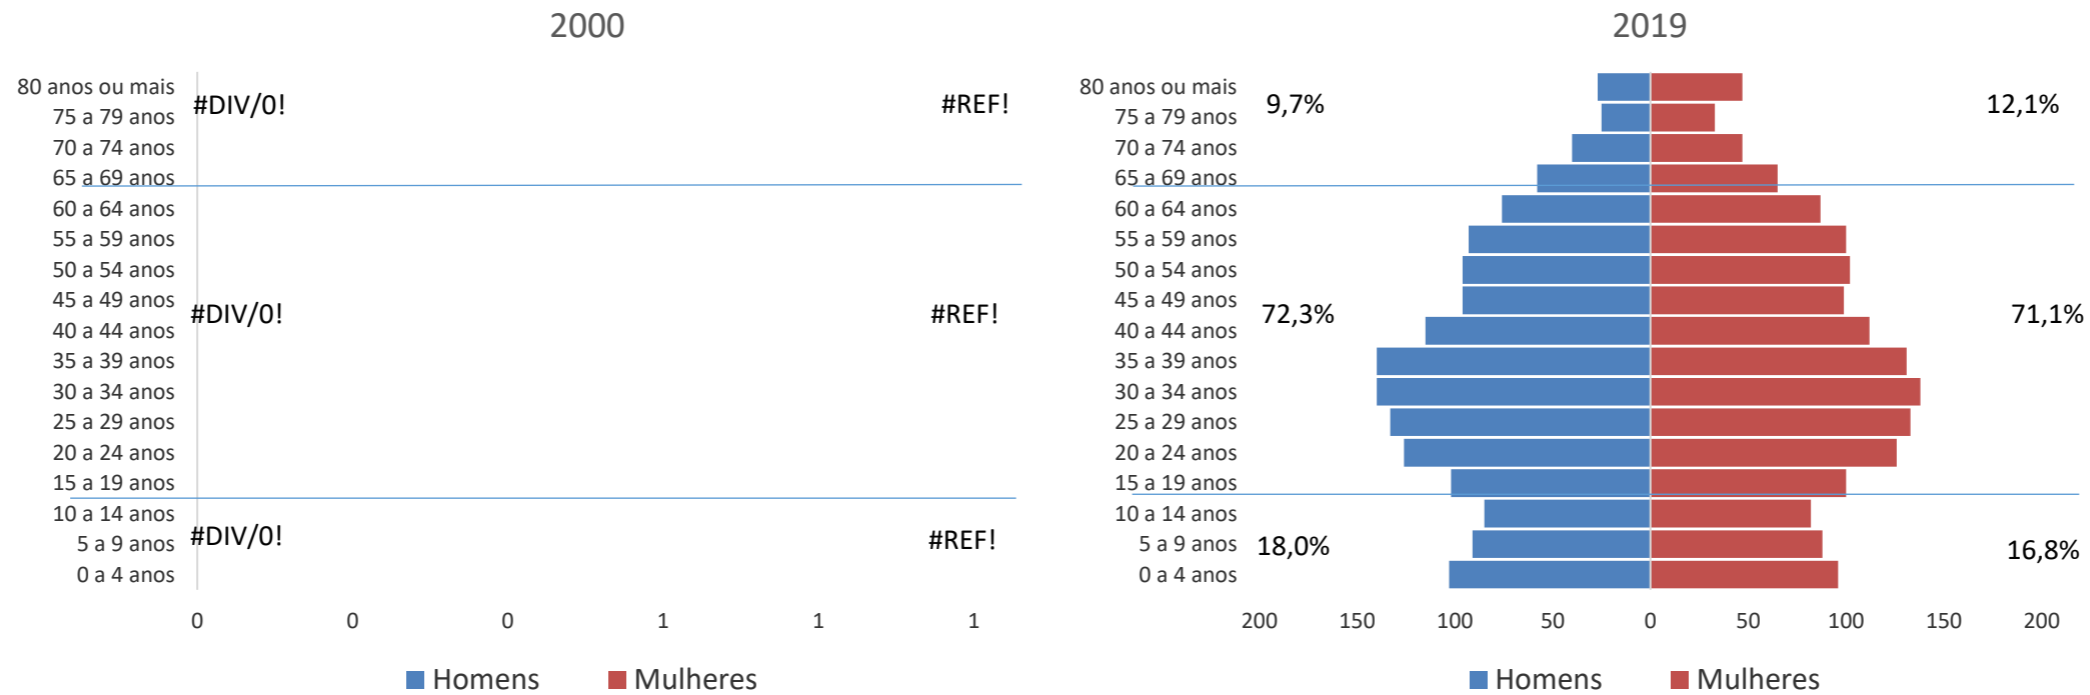 2000
80 anos ou mais
75 a 79 anos
70 a 74 anos
65 a 69 anos
60 a 64 anos
55 a 59 anos
50 a 54 anos
45 a 49 anos
40 a 44 anos
35 a 39 anos
30 a 34 anos
25 a 29 anos
20 a 24 anos
15 a 19 anos
10 a 14 anos
5 a 9 anos
0 a 4 anos
#DIV/0! #REF!
#DIV/0! #REF!
#DIV/0! #REF!
0 0 0 1 1 1
Homens Mulheres
2019
80 anos ou mais
75 a 79 anos
70 a 74 anos
65 a 69 anos
60 a 64 anos
55 a 59 anos
50 a 54 anos
45 a 49 anos
40 a 44 anos
35 a 39 anos
30 a 34 anos
25 a 29 anos
20 a 24 anos
15 a 19 anos
10 a 14 anos
5 a 9 anos
0 a 4 anos
9,7% 12,1%
72,3% 71,1%
18,0% 16,8%
200 150 100 50 0 50 100 150 200
Homens Mulheres